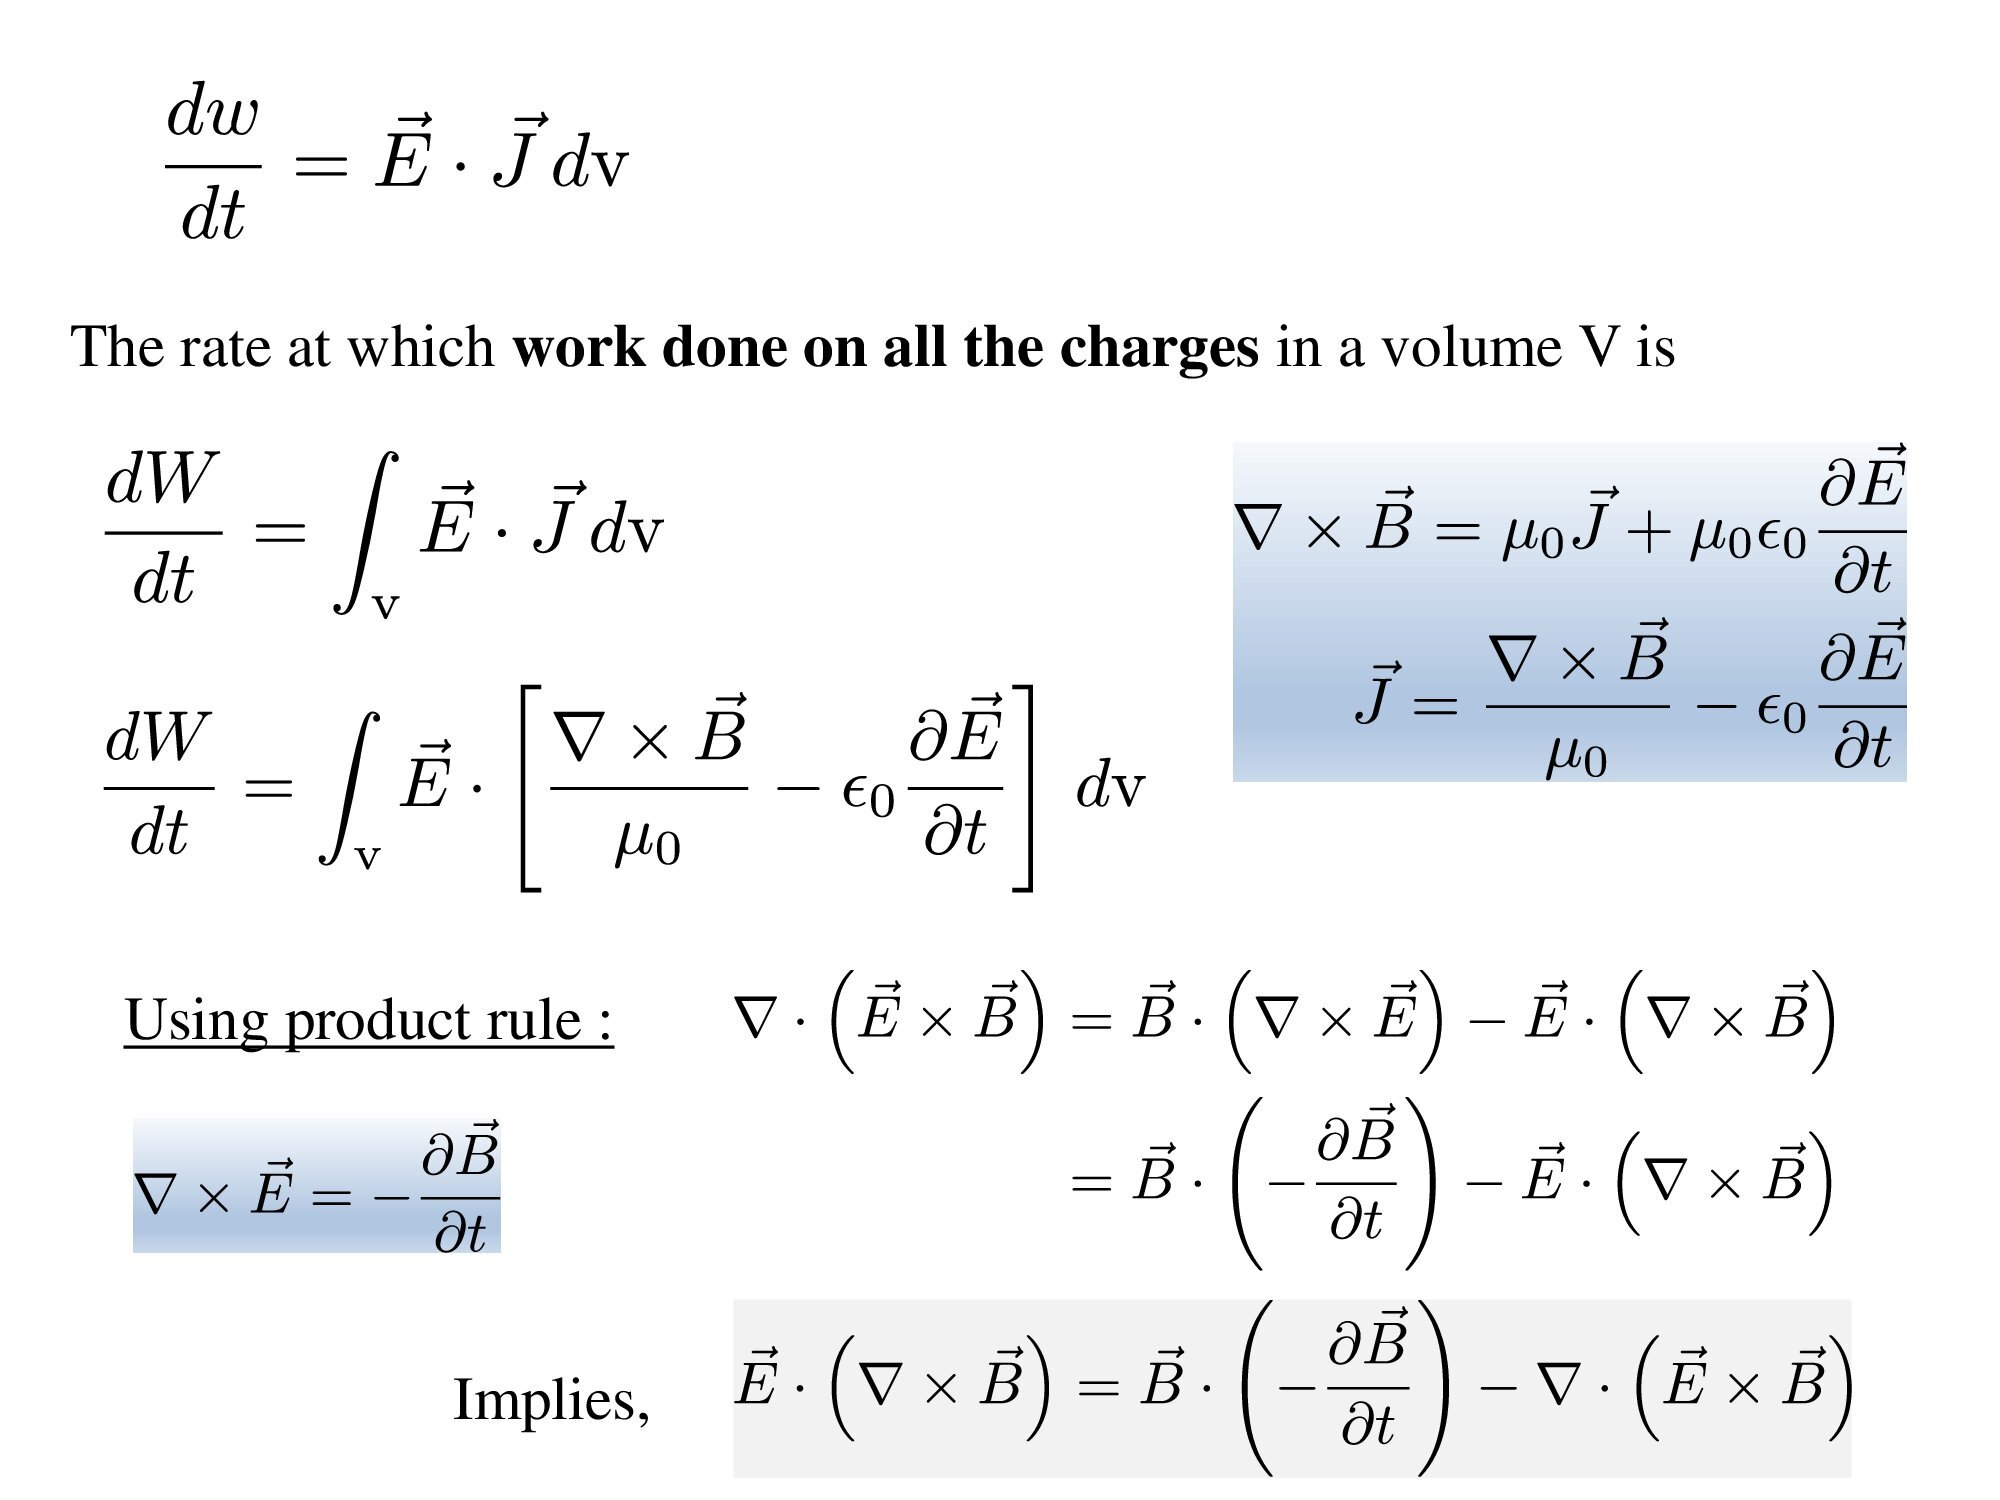 $\frac{dw}{dt} = \vec{E} \cdot \vec{J} \, d\mathrm{v}$
The rate at which work done on all the charges in a volume V is
$\frac{dW}{dt} = \int_{\mathrm{v}} \vec{E} \cdot \vec{J} \, d\mathrm{v}$
$\nabla \times \vec{B} = \mu_0 \vec{J} + \mu_0 \epsilon_0 \frac{\partial \vec{E}}{\partial t}$
$\vec{J} = \frac{\nabla \times \vec{B}}{\mu_0} - \epsilon_0 \frac{\partial \vec{E}}{\partial t}$
$\frac{dW}{dt} = \int_{\mathrm{v}} \vec{E} \cdot \left[ \frac{\nabla \times \vec{B}}{\mu_0} - \epsilon_0 \frac{\partial \vec{E}}{\partial t} \right] \, d\mathrm{v}$
Using product rule : $\nabla \cdot \left( \vec{E} \times \vec{B} \right) = \vec{B} \cdot \left( \nabla \times \vec{E} \right) - \vec{E} \cdot \left( \nabla \times \vec{B} \right)$
$\nabla \times \vec{E} = -\frac{\partial \vec{B}}{\partial t}$
$= \vec{B} \cdot \left( -\frac{\partial \vec{B}}{\partial t} \right) - \vec{E} \cdot \left( \nabla \times \vec{B} \right)$
Implies, $\vec{E} \cdot \left( \nabla \times \vec{B} \right) = \vec{B} \cdot \left( -\frac{\partial \vec{B}}{\partial t} \right) - \nabla \cdot \left( \vec{E} \times \vec{B} \right)$